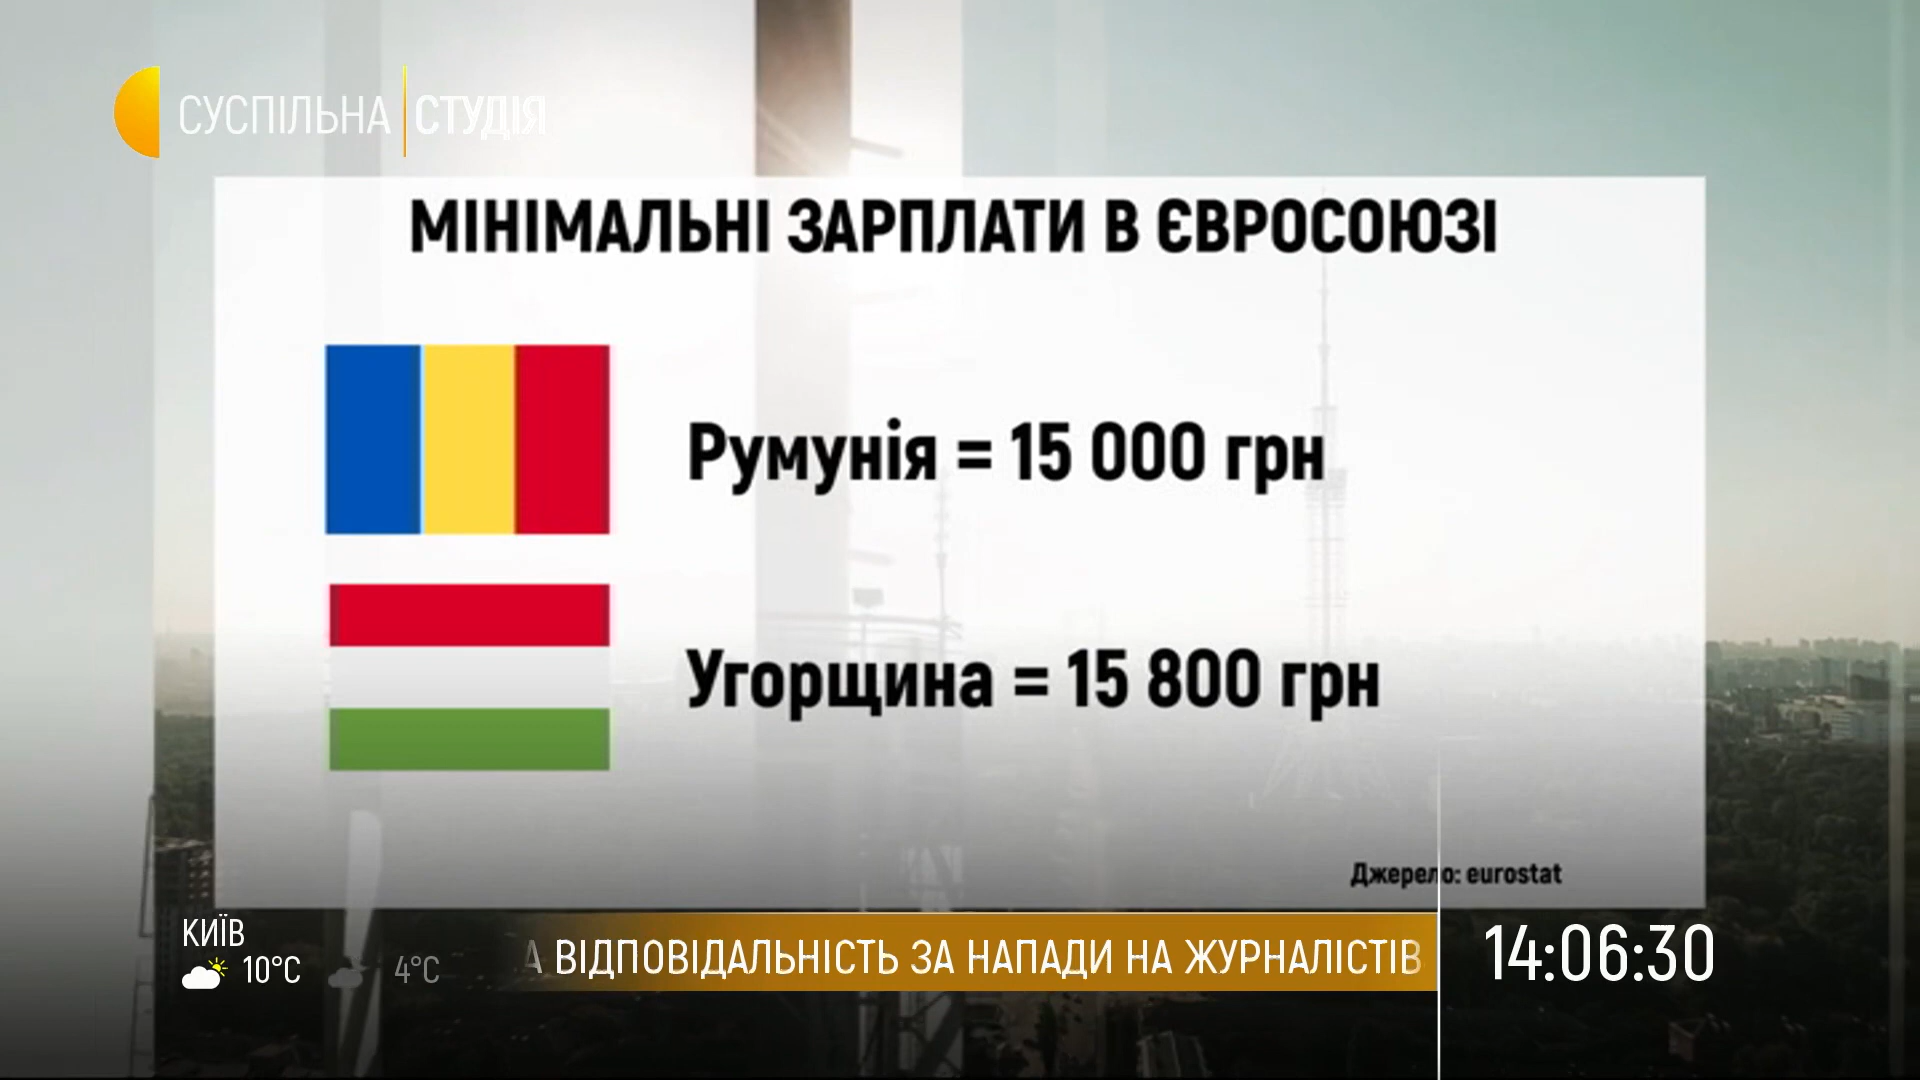 СУСПІЛЬНА СТУДІЯ
МІНІМАЛЬНІ ЗАРПЛАТИ В ЄВРОСОЮЗІ
Румунія = 15 000 грн
Угорщина = 15 800 грн
Джерело: eurostat
КИЇВ
10°C 4°C
А ВІДПОВІДАЛЬНІСТЬ ЗА НАПАДИ НА ЖУРНАЛІСТІВ
14:06:30